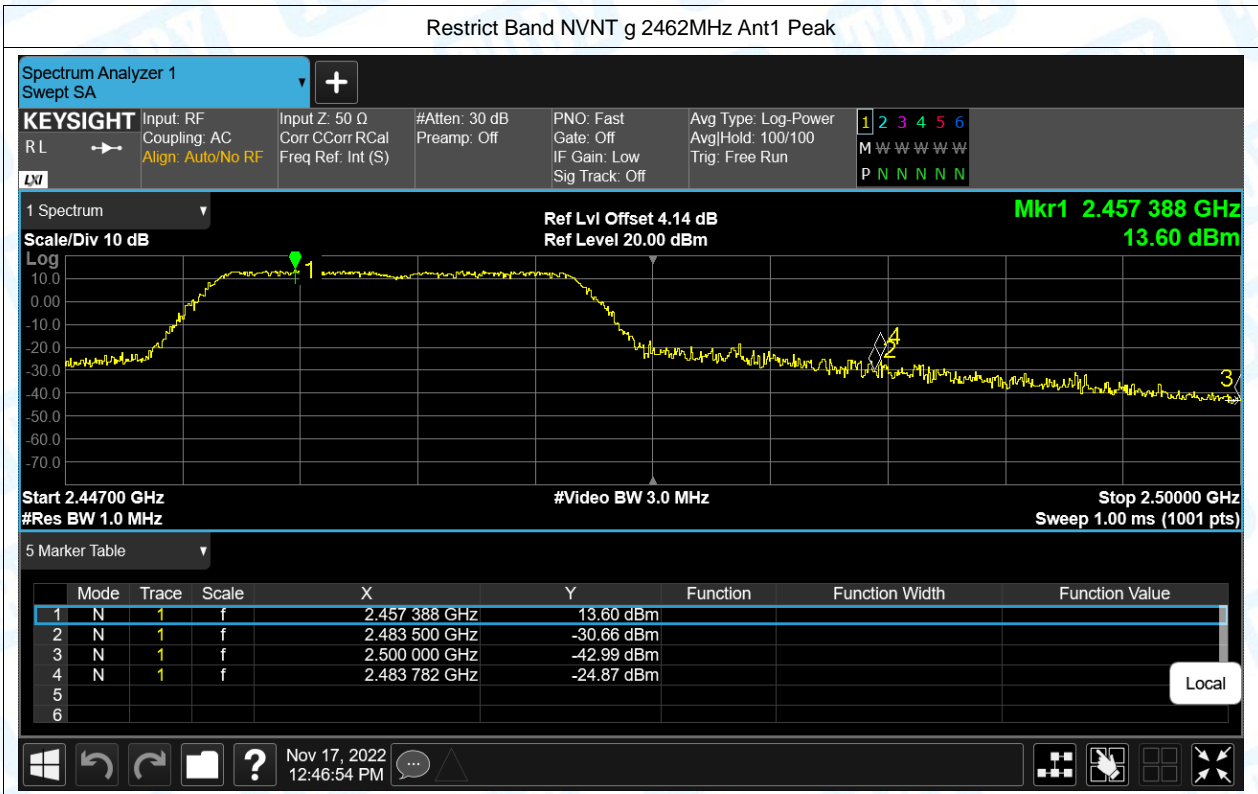 Restrict Band NVNT g 2462MHz Ant1 Peak
Spectrum Analyzer 1
Swept SA
KEYSIGHT Input: RF Input Z: 50 Ω #Atten: 30 dB PNO: Fast Avg Type: Log-Power 1 2 3 4 5 6
RL Coupling: AC Corr CCorr RCal Preamp: Off Gate: Off Avg|Hold: 100/100 M W W W W W
Align: Auto/No RF Freq Ref: Int (S) IF Gain: Low Trig: Free Run
LXI Sig Track: Off P N N N N N
1 Spectrum Ref Lvl Offset 4.14 dB Mkr1 2.457 388 GHz
Scale/Div 10 dB Ref Level 20.00 dBm 13.60 dBm
Log
1
10.0
0.00
-10.0
4
-20.0
2
-30.0
3
-40.0
-50.0
-60.0
-70.0
Start 2.44700 GHz #Video BW 3.0 MHz Stop 2.50000 GHz
#Res BW 1.0 MHz Sweep 1.00 ms (1001 pts)
5 Marker Table
Mode Trace Scale X Y Function Function Width Function Value
1 N 1 f 2.457 388 GHz 13.60 dBm
2 N 1 f 2.483 500 GHz -30.66 dBm
3 N 1 f 2.500 000 GHz -42.99 dBm
4 N 1 f 2.483 782 GHz -24.87 dBm
5
6
Local
? Nov 17, 2022
12:46:54 PM